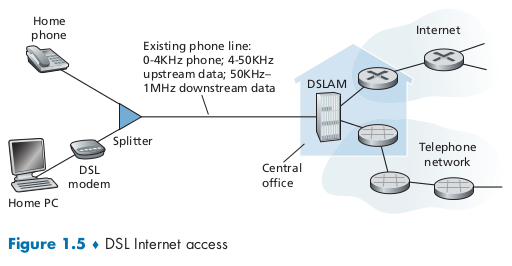 Home
phone
Existing phone line:
0-4KHz phone; 4-50KHz
upstream data; 50KHz–
1MHz downstream data
Internet
DSLAM
Splitter
DSL
modem
Home PC
Central
office
Telephone
network
Figure 1.5 ♦ DSL Internet access